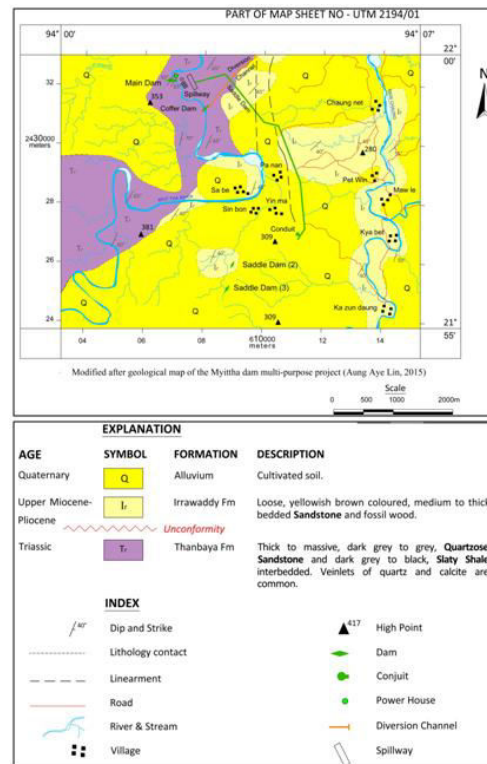 PART OF MAP SHEET NO - UTM 2194/01
94° 00'
94° 07'
22°
00'
N
32
2430000
meters
28
26
24
Q
Main Dam
353
Spillway
Coffer Dam
Diversion
Channel
Saddle Dam
Chaung net
280
Pa nan
Pet Win
Sa be
Yin ma
Maw le
Sin bon
381
309
Conduit
Kya bet
Saddle Dam (2)
Saddle Dam (3)
309
Ka zun daung
21°
55'
04 06 08 610000 12 14
meters
Modified after geological map of the Myittha dam multi-purpose project (Aung Aye Lin, 2015)
Scale
0 500 1000 2000m
EXPLANATION
AGE SYMBOL FORMATION DESCRIPTION
Quaternary Q Alluvium Cultivated soil.
Upper Miocene- Ir Irrawaddy Fm Loose, yellowish brown coloured, medium to thick
Pliocene bedded Sandstone and fossil wood.
Unconformity
Triassic Tr Thanbaya Fm Thick to massive, dark grey to grey, Quartzose
Sandstone and dark grey to black, Slaty Shale
interbedded. Veinlets of quartz and calcite are
common.
INDEX
40° Dip and Strike 417 High Point
Lithology contact Dam
Linearment Conjuit
Road Power House
River & Stream Diversion Channel
Village Spillway